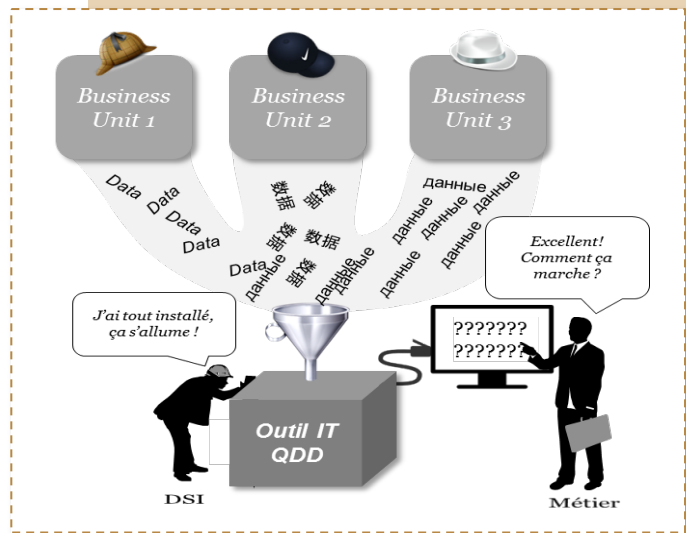 Business
Unit 1
Business
Unit 2
Business
Unit 3
Data
Data
Data
Data
Data
数据
数据
数据
数据
数据
данные
данные
данные
данные
данные
данные
данные
данные
данные
Excellent!
Comment ça
marche ?
J'ai tout installé,
ça s'allume !
???????
???????
Outil IT
QDD
DSI
Métier